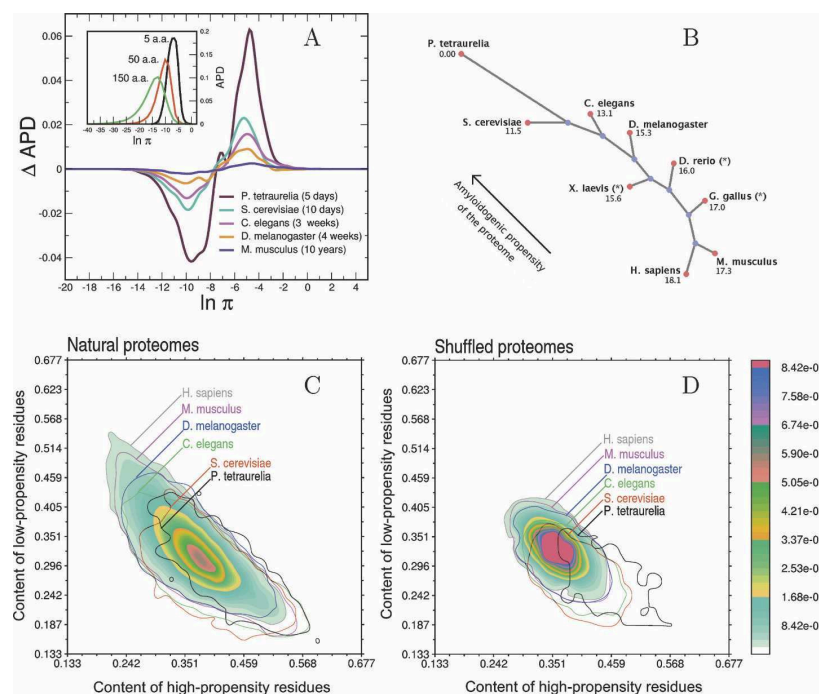 A
Δ APD
0.06
0.04
0.02
0
-0.02
-0.04
5 a.a.
50 a.a.
150 a.a.
0.2
0.15
0.1
0.05
0
APD
-40 -35 -30 -25 -20 -15 -10 -5 0
ln π
P. tetraurelia (5 days)
S. cerevisiae (10 days)
C. elegans (3 weeks)
D. melanogaster (4 weeks)
M. musculus (10 years)
-20 -18 -16 -14 -12 -10 -8 -6 -4 -2 0 2 4
ln π
B
P. tetraurelia
0.00
C. elegans
13.1
S. cerevisiae
11.5
D. melanogaster
15.3
D. rerio (*)
16.0
X. laevis (*)
15.6
G. gallus (*)
17.0
Amyloidogenic propensity
of the proteome
M. musculus
17.3
H. sapiens
18.1
Natural proteomes
C
Content of low-propensity residues
0.677
0.623
0.568
0.514
0.459
0.405
0.351
0.296
0.242
0.187
0.133
H. sapiens
M. musculus
D. melanogaster
C. elegans
S. cerevisiae
P. tetraurelia
0.133 0.242 0.351 0.459 0.568 0.677
Content of high-propensity residues
Shuffled proteomes
D
Content of low-propensity residues
0.677
0.623
0.568
0.514
0.459
0.405
0.351
0.296
0.242
0.187
0.133
H. sapiens
M. musculus
D. melanogaster
C. elegans
S. cerevisiae
P. tetraurelia
0.133 0.242 0.351 0.459 0.568 0.677
Content of high-propensity residues
8.42e-0
7.58e-0
6.74e-0
5.90e-0
5.05e-0
4.21e-0
3.37e-0
2.53e-0
1.68e-0
8.42e-0